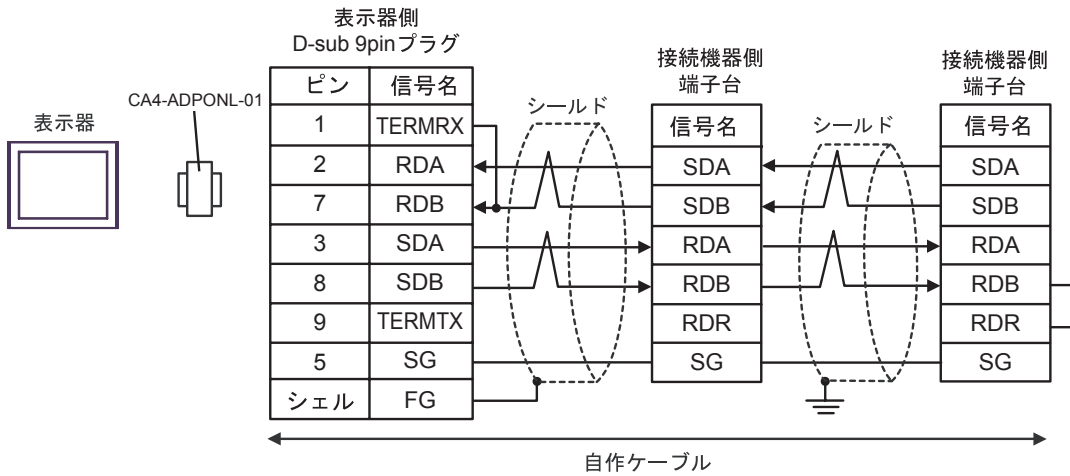 表示器
CA4-ADPONL-01
表示器側
D-sub 9pinプラグ
ピン 信号名
1 TERMRX
2 RDA
7 RDB
3 SDA
8 SDB
9 TERMTX
5 SG
シェル FG
シールド
接続機器側
端子台
信号名
SDA
SDB
RDA
RDB
RDR
SG
シールド
接続機器側
端子台
信号名
SDA
SDB
RDA
RDB
RDR
SG
自作ケーブル